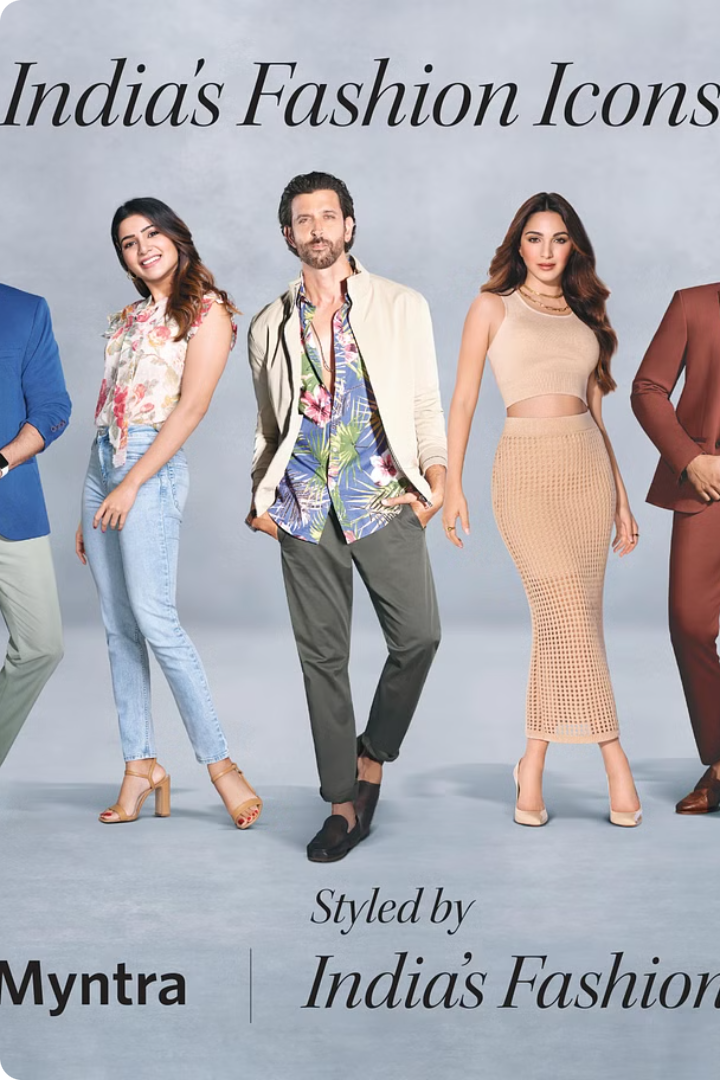 India's Fashion Icons
Styled by
Myntra
India's Fashion